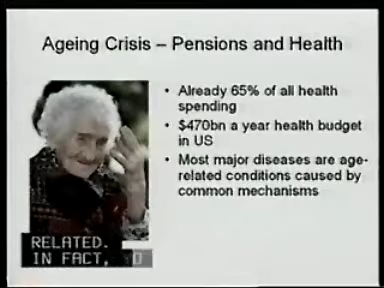 Ageing Crisis – Pensions and Health
• Already 65% of all health
spending
• $470bn a year health budget
in US
• Most major diseases are age-
related conditions caused by
common mechanisms
RELATED.
IN FACT, D